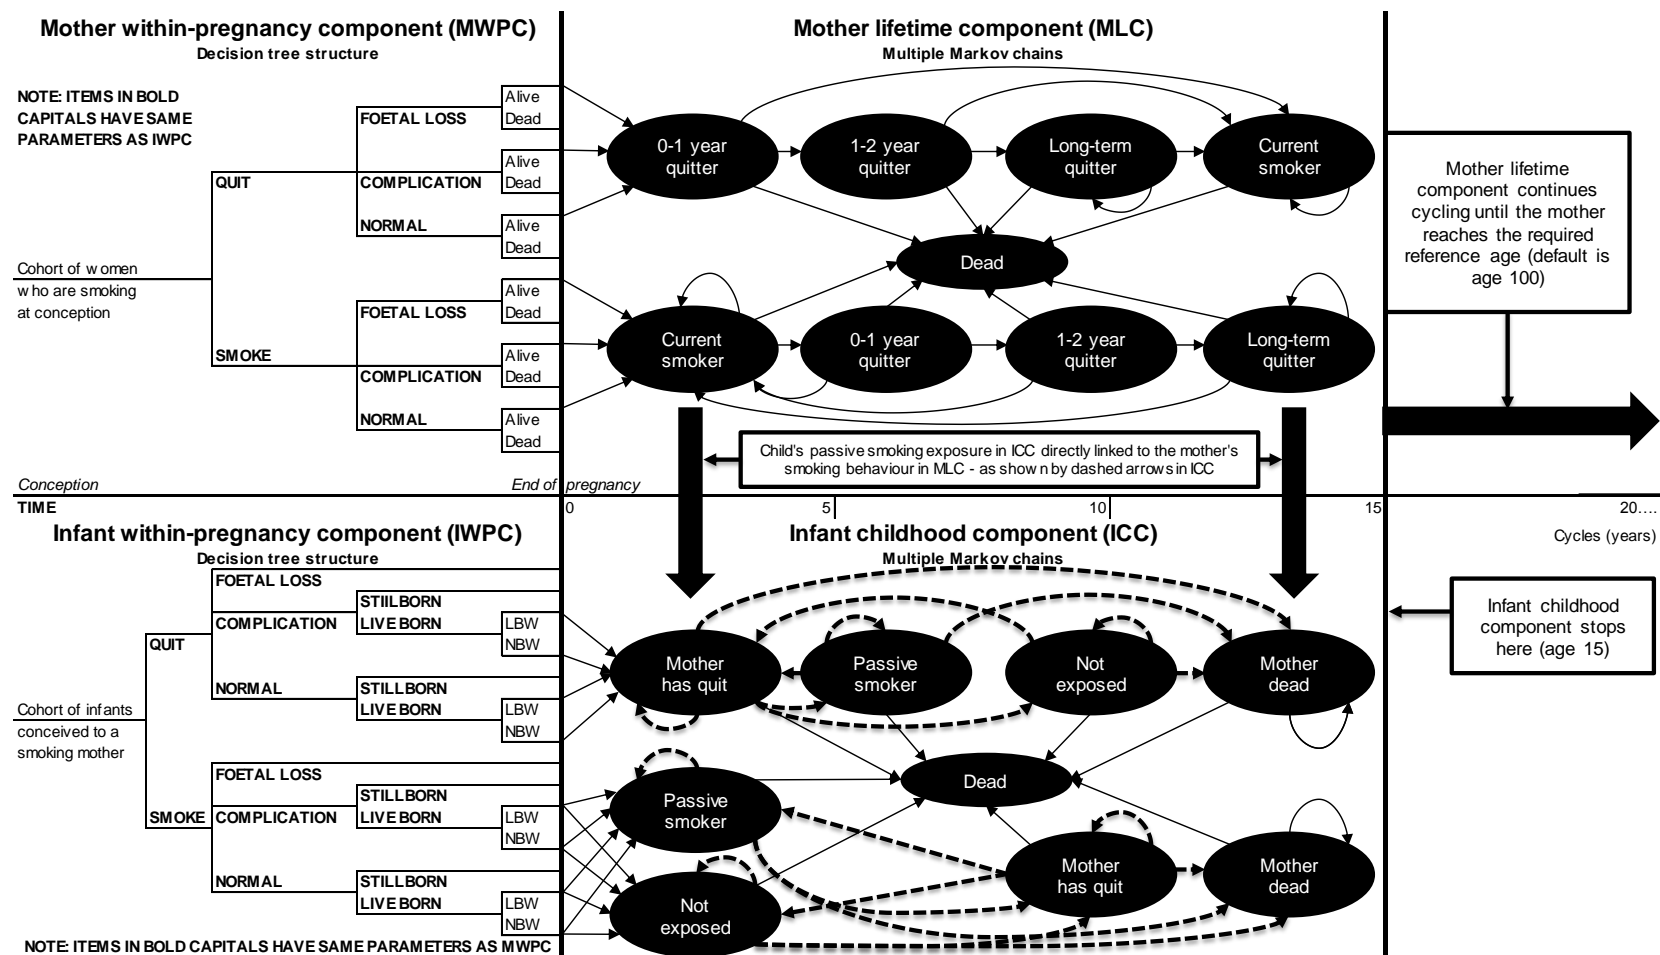 Mother within-pregnancy component (MWPC)
Decision tree structure
NOTE: ITEMS IN BOLD
CAPITALS HAVE SAME
PARAMETERS AS IWPC
Cohort of women
who are smoking
at conception
QUIT
SMOKE
FOETAL LOSS
COMPLICATION
NORMAL
Alive
Dead
Alive
Dead
Alive
Dead
FOETAL LOSS
COMPLICATION
NORMAL
Alive
Dead
Alive
Dead
Alive
Dead
Mother lifetime component (MLC)
Multiple Markov chains
0-1 year
quitter
1-2 year
quitter
Long-term
quitter
Current
smoker
Dead
Current
smoker
0-1 year
quitter
1-2 year
quitter
Long-term
quitter
Mother lifetime
component continues
cycling until the mother
reaches the required
reference age (default is
age 100)
Child's passive smoking exposure in ICC directly linked to the mother's
smoking behaviour in MLC - as shown by dashed arrows in ICC
Conception
End of pregnancy
TIME
0
5
10
15
20....
Cycles (years)
Infant within-pregnancy component (IWPC)
Decision tree structure
Cohort of infants
conceived to a
smoking mother
QUIT
SMOKE
FOETAL LOSS
COMPLICATION
NORMAL
STIILBORN
LIVE BORN
LBW
NBW
STILLBORN
LIVE BORN
LBW
NBW
FOETAL LOSS
COMPLICATION
NORMAL
STILLBORN
LIVE BORN
LBW
NBW
STILLBORN
LIVE BORN
LBW
NBW
NOTE: ITEMS IN BOLD CAPITALS HAVE SAME PARAMETERS AS MWPC
Infant childhood component (ICC)
Multiple Markov chains
Mother
has quit
Passive
smoker
Not
exposed
Mother
dead
Dead
Passive
smoker
Not
exposed
Mother
has quit
Mother
dead
Infant childhood
component stops
here (age 15)